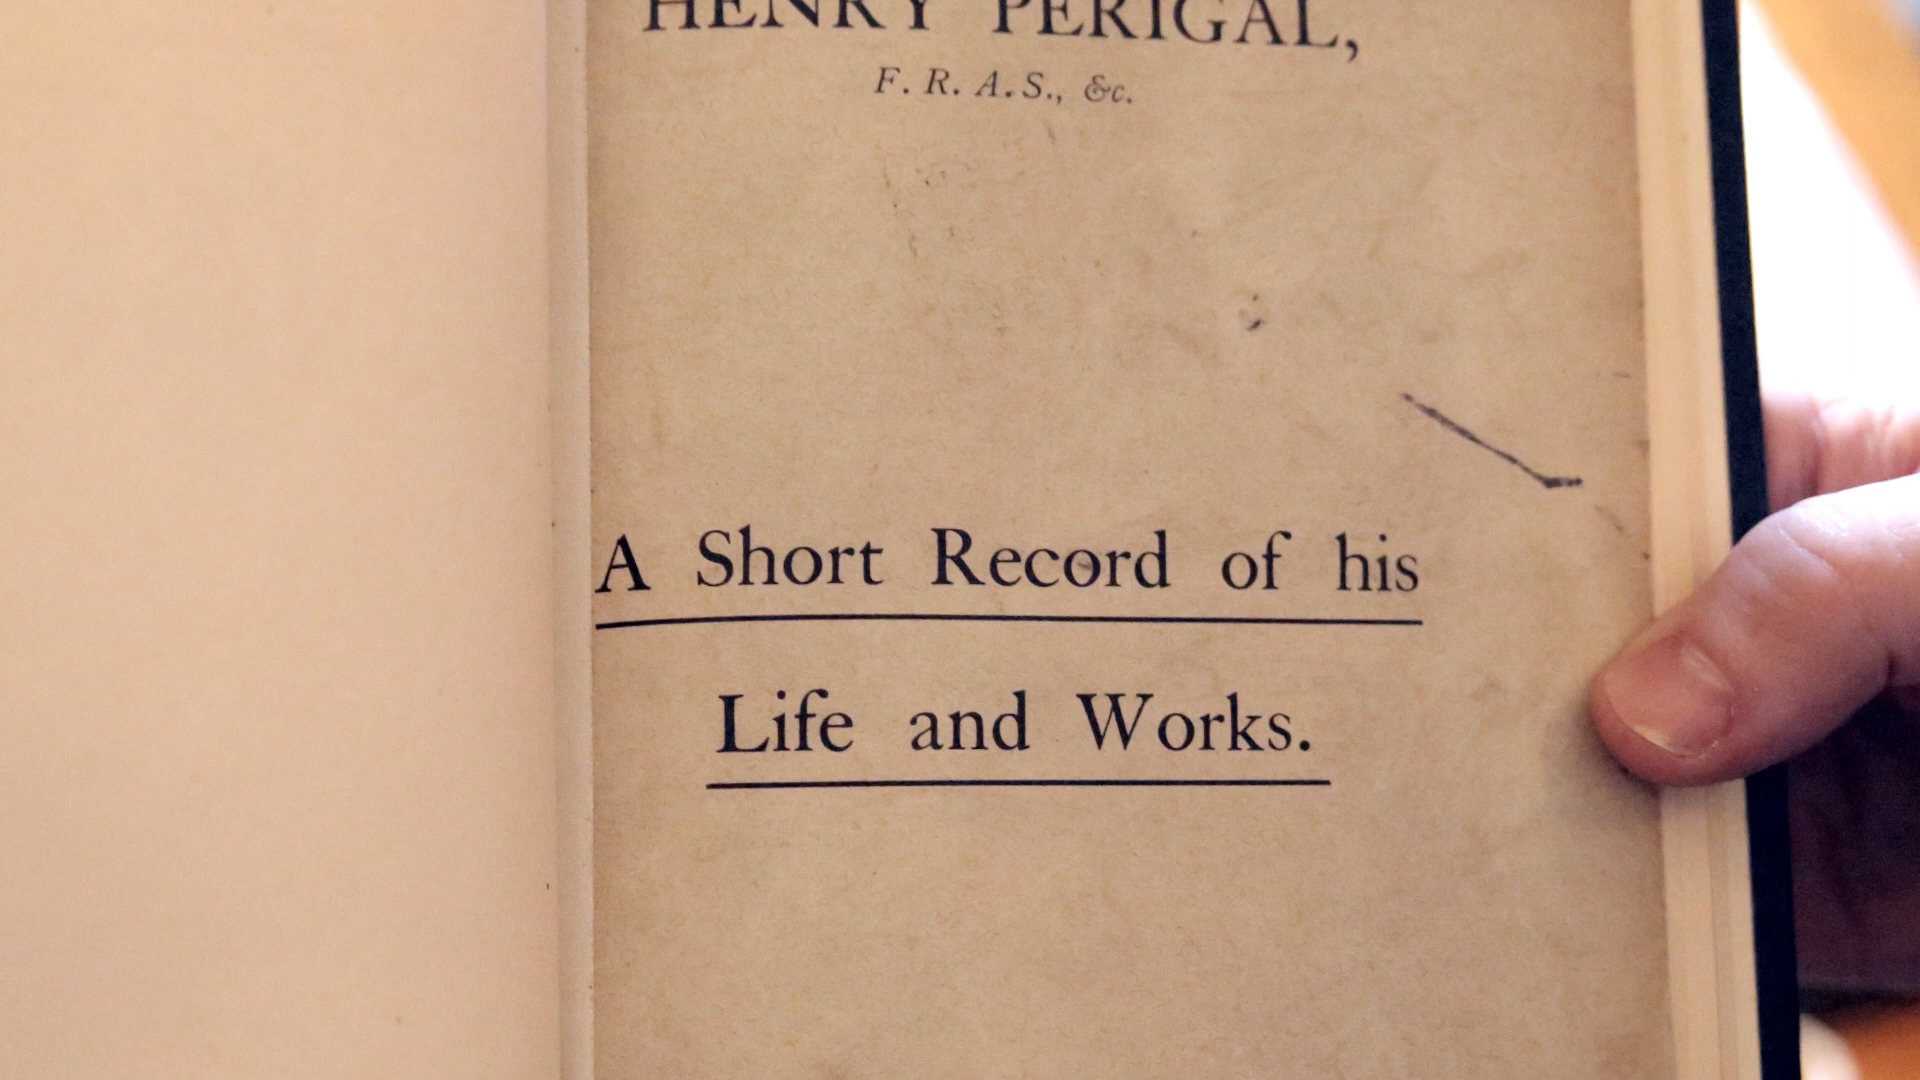 HENRY PERIGAL,
F. R. A. S., &c.
A Short Record of his
Life and Works.